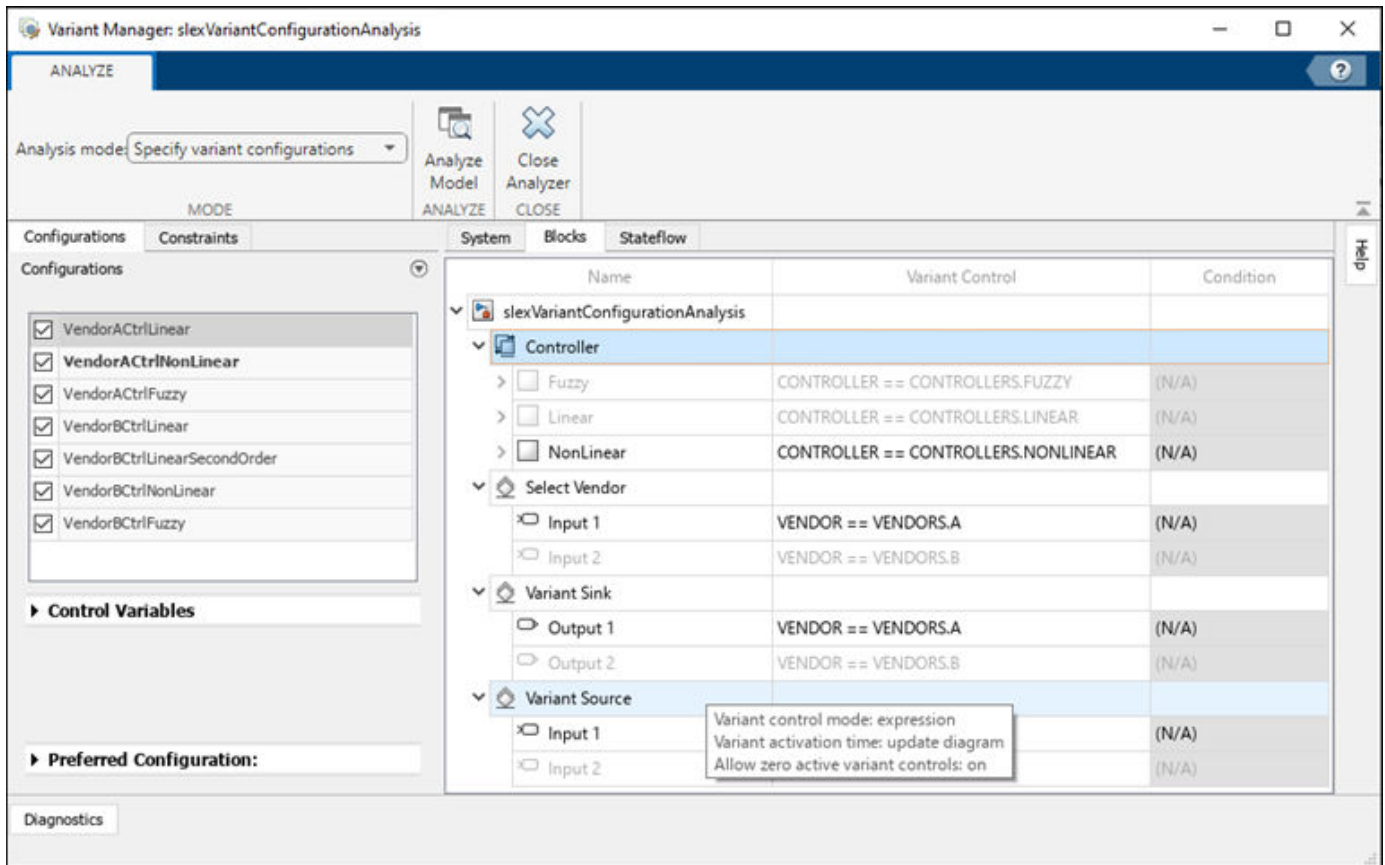 Variant Manager: slexVariantConfigurationAnalysis
ANALYZE
?
Analysis mode: Specify variant configurations
Analyze Model
Close Analyzer
MODE
ANALYZE
CLOSE
Configurations
Constraints
Configurations
VendorACtrlLinear
VendorACtrlNonLinear
VendorACtrlFuzzy
VendorBCtrlLinear
VendorBCtrlLinearSecondOrder
VendorBCtrlNonLinear
VendorBCtrlFuzzy
Control Variables
Preferred Configuration:
System
Blocks
Stateflow
Name Variant Control Condition
slexVariantConfigurationAnalysis
Controller
Fuzzy CONTROLLER == CONTROLLERS.FUZZY (N/A)
Linear CONTROLLER == CONTROLLERS.LINEAR (N/A)
NonLinear CONTROLLER == CONTROLLERS.NONLINEAR (N/A)
Select Vendor
Input 1 VENDOR == VENDORS.A (N/A)
Input 2 VENDOR == VENDORS.B (N/A)
Variant Sink
Output 1 VENDOR == VENDORS.A (N/A)
Output 2 VENDOR == VENDORS.B (N/A)
Variant Source
Input 1 (N/A)
Input 2 (N/A)
Variant control mode: expression
Variant activation time: update diagram
Allow zero active variant controls: on
Help
Diagnostics